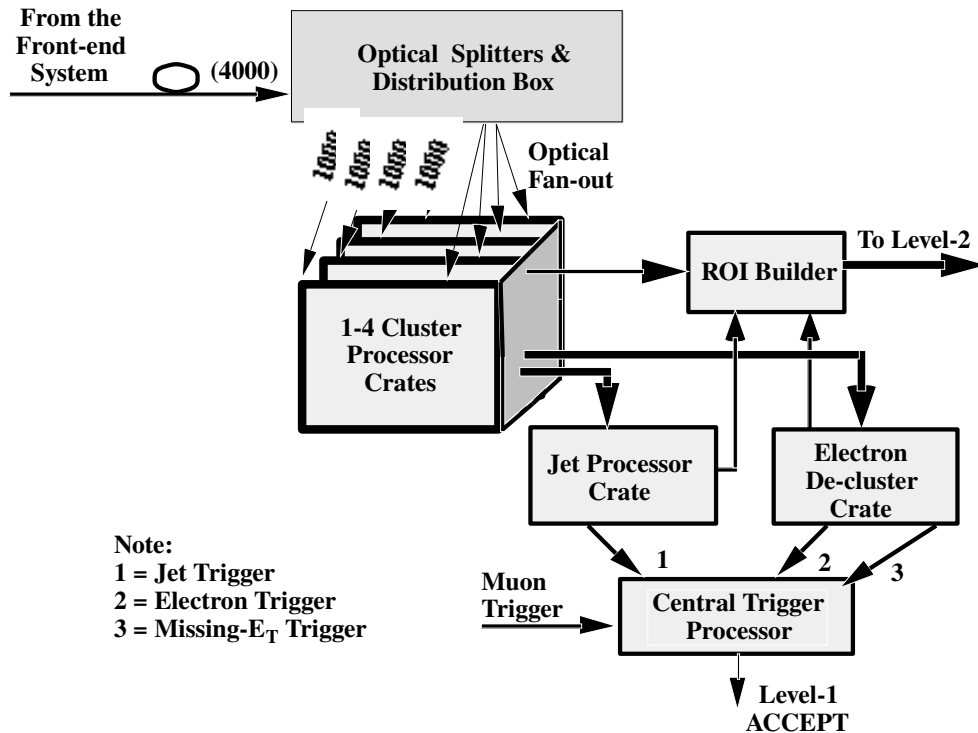 From the
Front-end
System
(4000)
Optical Splitters &
Distribution Box
1000 1000 1000 1000
Optical
Fan-out
To Level-2
ROI Builder
1-4 Cluster
Processor
Crates
Jet Processor
Crate
Electron
De-cluster
Crate
Note:
1 = Jet Trigger
2 = Electron Trigger
3 = Missing-E_T Trigger
1
2
3
Muon
Trigger
Central Trigger
Processor
Level-1
ACCEPT